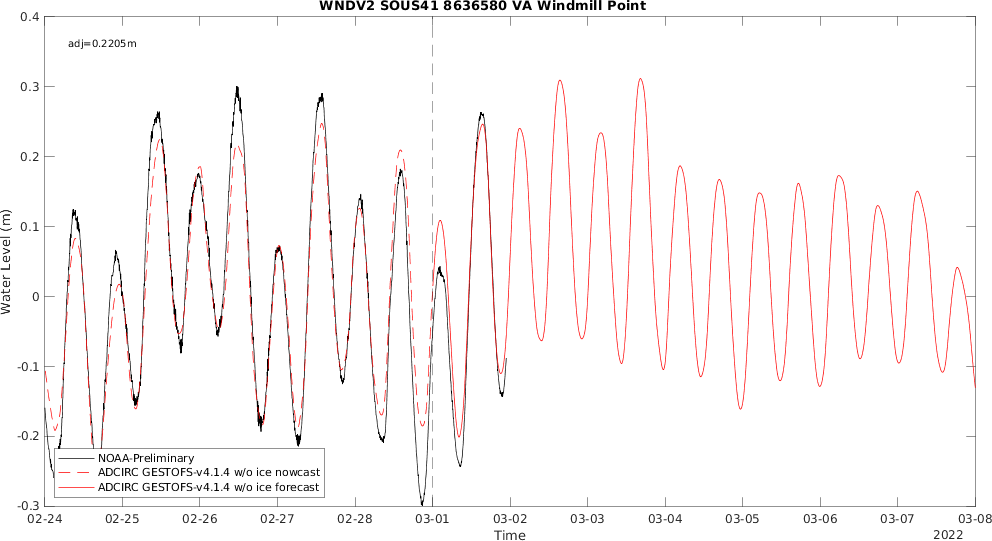 WNDV2 SOUS41 8636580 VA Windmill Point
adj=0.2205m
0.4
0.3
0.2
0.1
0
-0.1
-0.2
-0.3
Water Level (m)
NOAA-Preliminary
ADCIRC GESTOFS-v4.1.4 w/o ice nowcast
ADCIRC GESTOFS-v4.1.4 w/o ice forecast
02-24 02-25 02-26 02-27 02-28 03-01 03-02 03-03 03-04 03-05 03-06 03-07 03-08
Time
2022